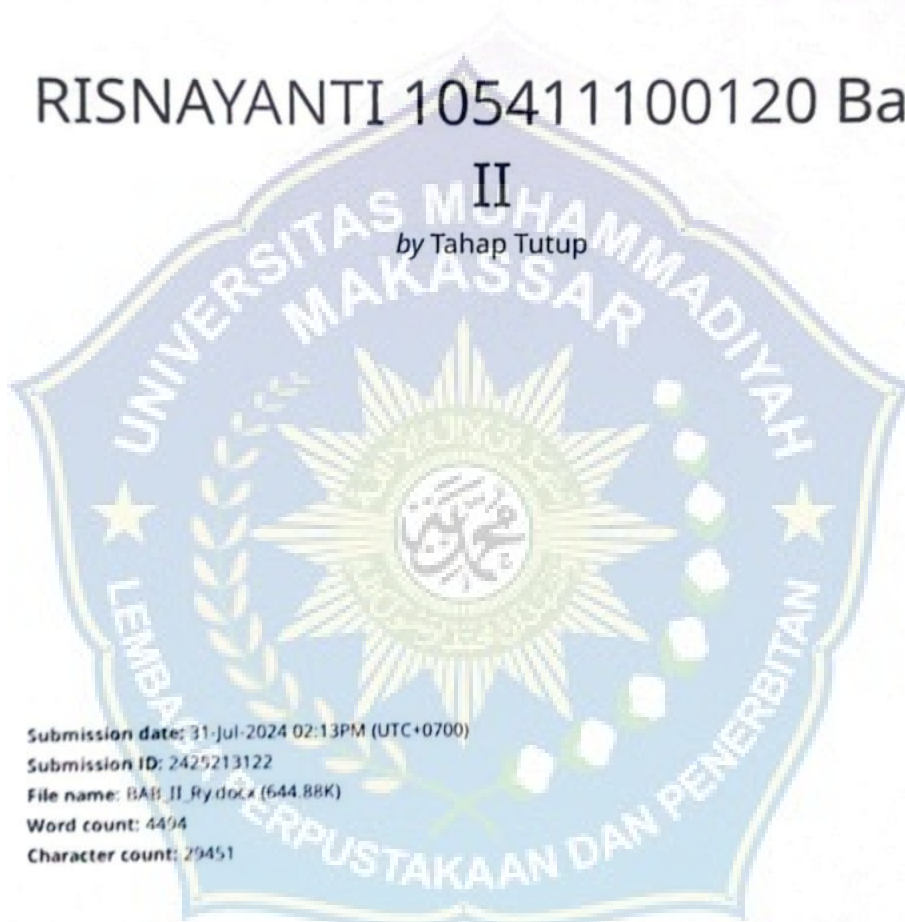 RISNAYANTI 105411100120 Ba
II
by Tahap Tutup
UNIVERSITAS MUHAMMADIYAH
MAKASSAR
محمدية
LEMBAGA PERPUSTAKAAN DAN PENERBITAN
Submission date: 31-Jul-2024 02:13PM (UTC+0700)
Submission ID: 2425213122
File name: BAB_II_Ry.docx (644.88K)
Word count: 4494
Character count: 29451